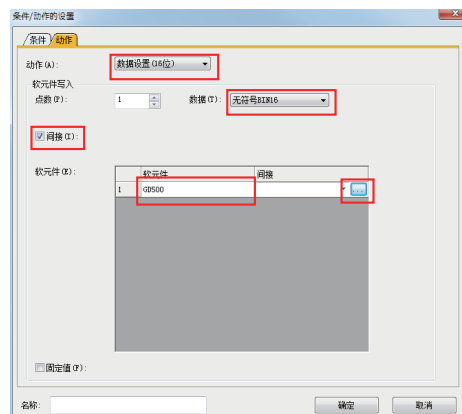 条件/动作的设置
条件 动作
动作(A): 数据设置(16位)
软元件写入
点数(P): 1 数据(T): 无符号BIN16
间接(I):
软元件(E):
软元件 间接
1 GD500 ...
固定值(F):
名称: 确定 取消